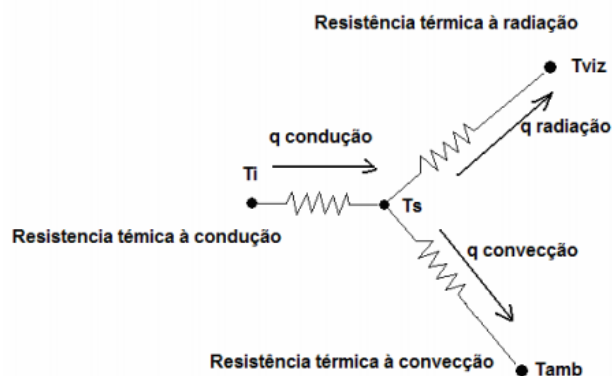 Resistência térmica à radiação
Tviz
q condução
q radiação
Ti
Ts
Resistencia témica à condução
q convecção
Resistência térmica à convecção
Tamb